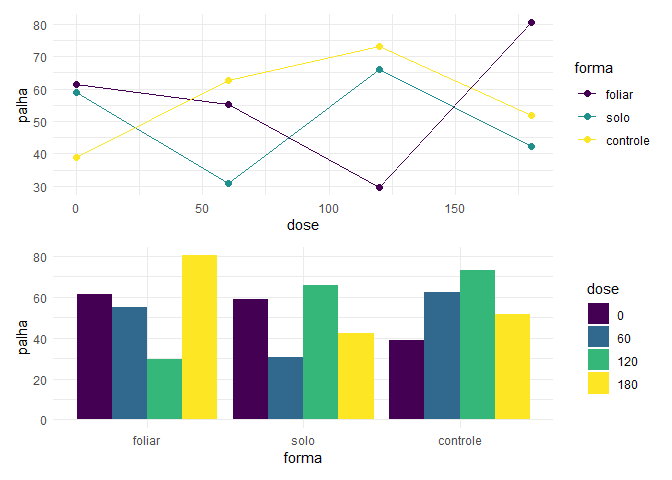 80
70
60
50
40
30
palha
0 50 100 150
dose
forma
foliar
solo
controle
80
60
40
20
0
palha
foliar solo controle
forma
dose
0
60
120
180